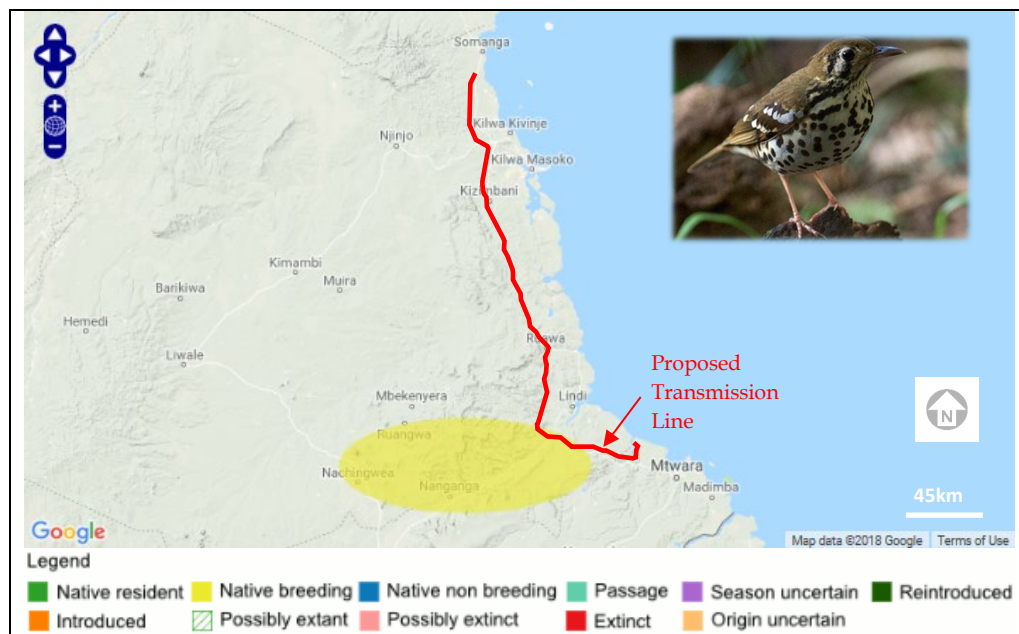 Somanga
Kilwa Kivinje
Njinjo
Kilwa Masoko
Kizimbani
Kimambi
Muira
Barikiwa
Hemedi
Liwale
Proposed
Transmission
Line
Mbekenyera
Lindi
N
Ruangwa
Nachingwea
Mtwara
Nanganga
Madimba
45km
Google
Map data ©2018 Google
Terms of Use
Legend
Native resident
Native breeding
Native non breeding
Passage
Season uncertain
Reintroduced
Introduced
Possibly extant
Possibly extinct
Extinct
Origin uncertain